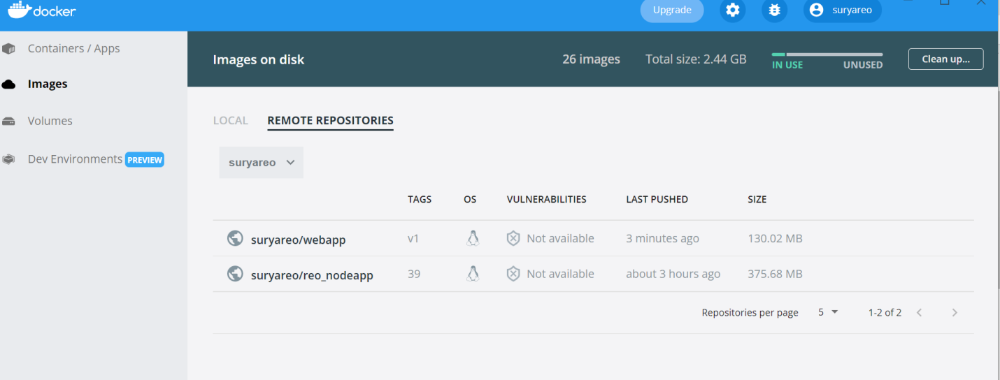 docker
Upgrade
suryareo
Containers / Apps
Images
Volumes
Dev Environments PREVIEW
Images on disk
26 images
Total size: 2.44 GB
IN USE
UNUSED
Clean up...
LOCAL
REMOTE REPOSITORIES
suryareo
TAGS OS VULNERABILITIES LAST PUSHED SIZE
suryareo/webapp v1 Not available 3 minutes ago 130.02 MB
suryareo/reo_nodeapp 39 Not available about 3 hours ago 375.68 MB
Repositories per page 5 1-2 of 2